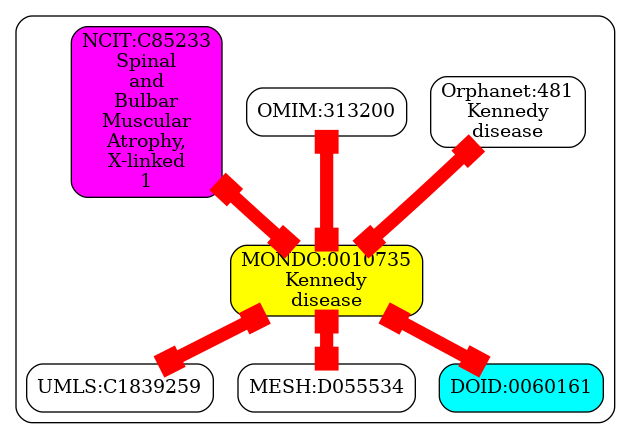 NCIT:C85233
Spinal
and
Bulbar
Muscular
Atrophy,
X-linked
1
OMIM:313200
Orphanet:481
Kennedy
disease
MONDO:0010735
Kennedy
disease
UMLS:C1839259
MESH:D055534
DOID:0060161